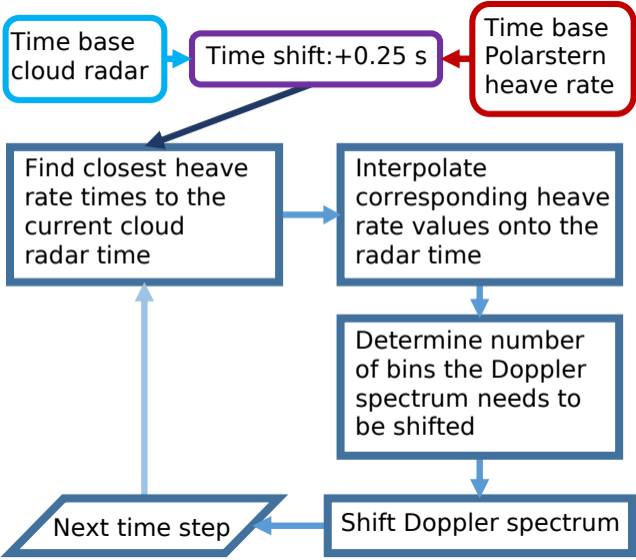 Time base
cloud radar
Time shift:+0.25 s
Time base
Polarstern
heave rate
Find closest heave
rate times to the
current cloud
radar time
Interpolate
corresponding heave
rate values onto the
radar time
Determine number
of bins the Doppler
spectrum needs to
be shifted
Shift Doppler spectrum
Next time step